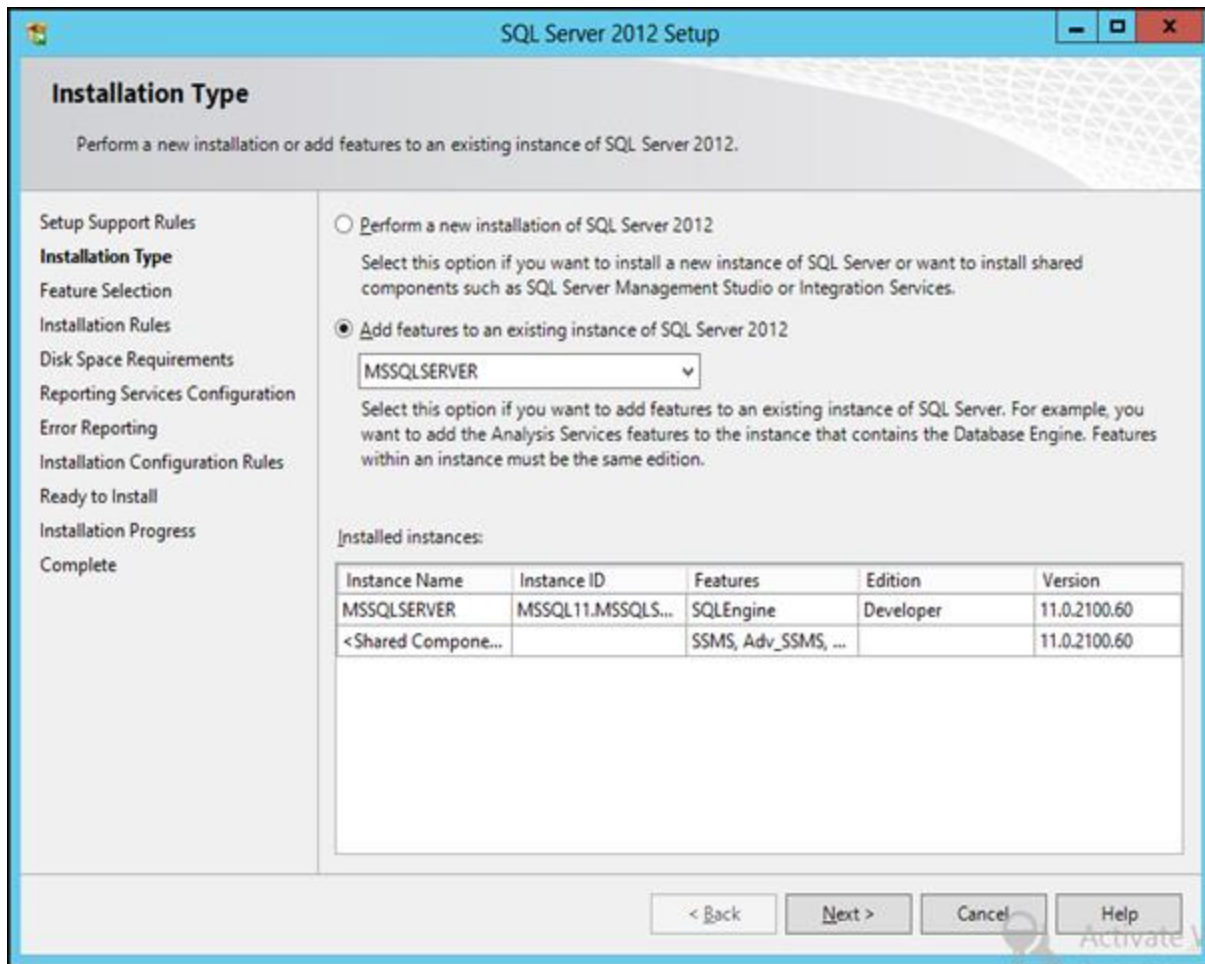 SQL Server 2012 Setup
Installation Type
Perform a new installation or add features to an existing instance of SQL Server 2012.
Setup Support Rules
Installation Type
Feature Selection
Installation Rules
Disk Space Requirements
Reporting Services Configuration
Error Reporting
Installation Configuration Rules
Ready to Install
Installation Progress
Complete
Perform a new installation of SQL Server 2012
Select this option if you want to install a new instance of SQL Server or want to install shared
components such as SQL Server Management Studio or Integration Services.
Add features to an existing instance of SQL Server 2012
MSSQLSERVER
Select this option if you want to add features to an existing instance of SQL Server. For example, you
want to add the Analysis Services features to the instance that contains the Database Engine. Features
within an instance must be the same edition.
Installed instances:
Instance Name Instance ID Features Edition Version
MSSQLSERVER MSSQL11.MSSQLS... SQLEngine Developer 11.0.2100.60
<Shared Compone... SSMS, Adv_SSMS, ... 11.0.2100.60
< Back Next > Cancel Help
Activate